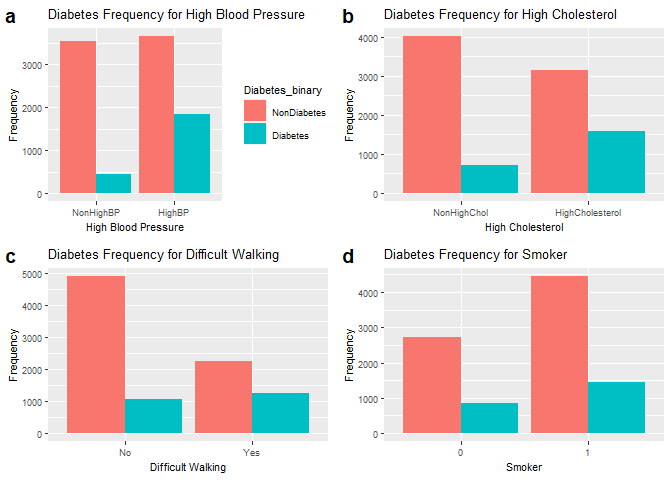 a
Diabetes Frequency for High Blood Pressure
Frequency
3000
2000
1000
0
NonHighBP HighBP
High Blood Pressure
Diabetes_binary
NonDiabetes
Diabetes
b
Diabetes Frequency for High Cholesterol
Frequency
4000
3000
2000
1000
0
NonHighChol HighCholesterol
High Cholesterol
c
Diabetes Frequency for Difficult Walking
Frequency
5000
4000
3000
2000
1000
0
No Yes
Difficult Walking
d
Diabetes Frequency for Smoker
Frequency
4000
3000
2000
1000
0
0 1
Smoker